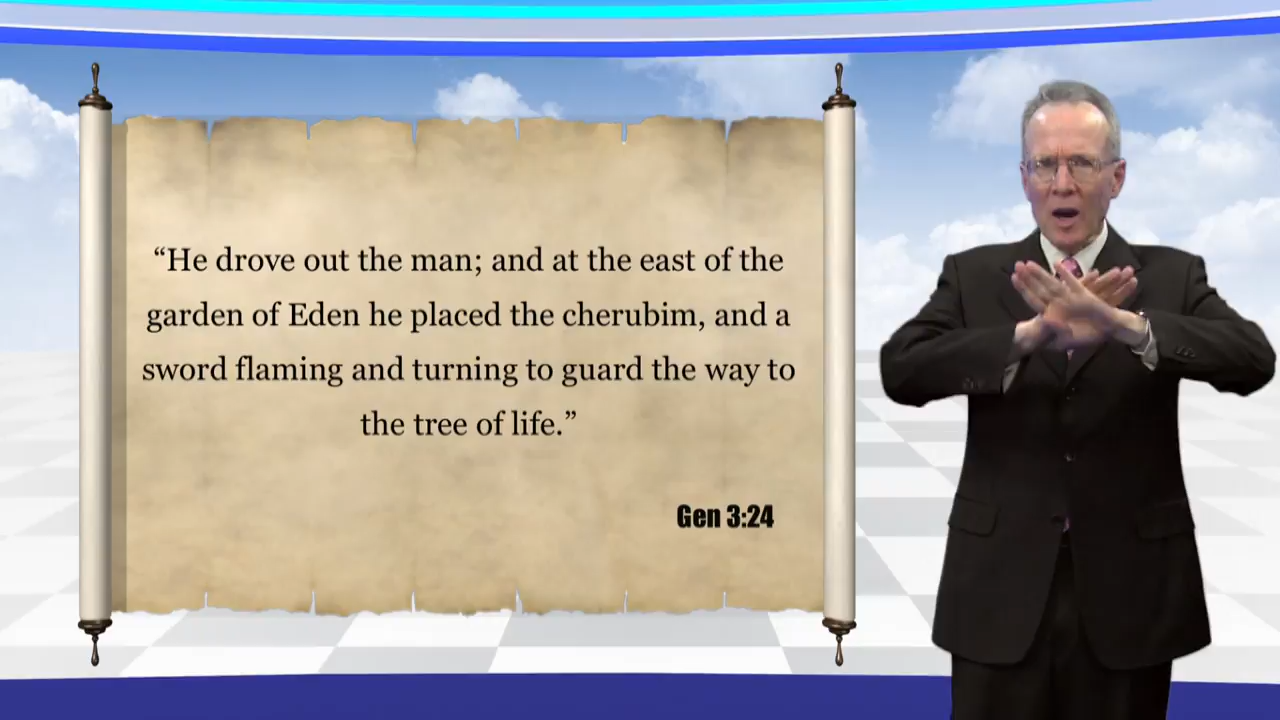 “He drove out the man; and at the east of the
garden of Eden he placed the cherubim, and a
sword flaming and turning to guard the way to
the tree of life.”
Gen 3:24